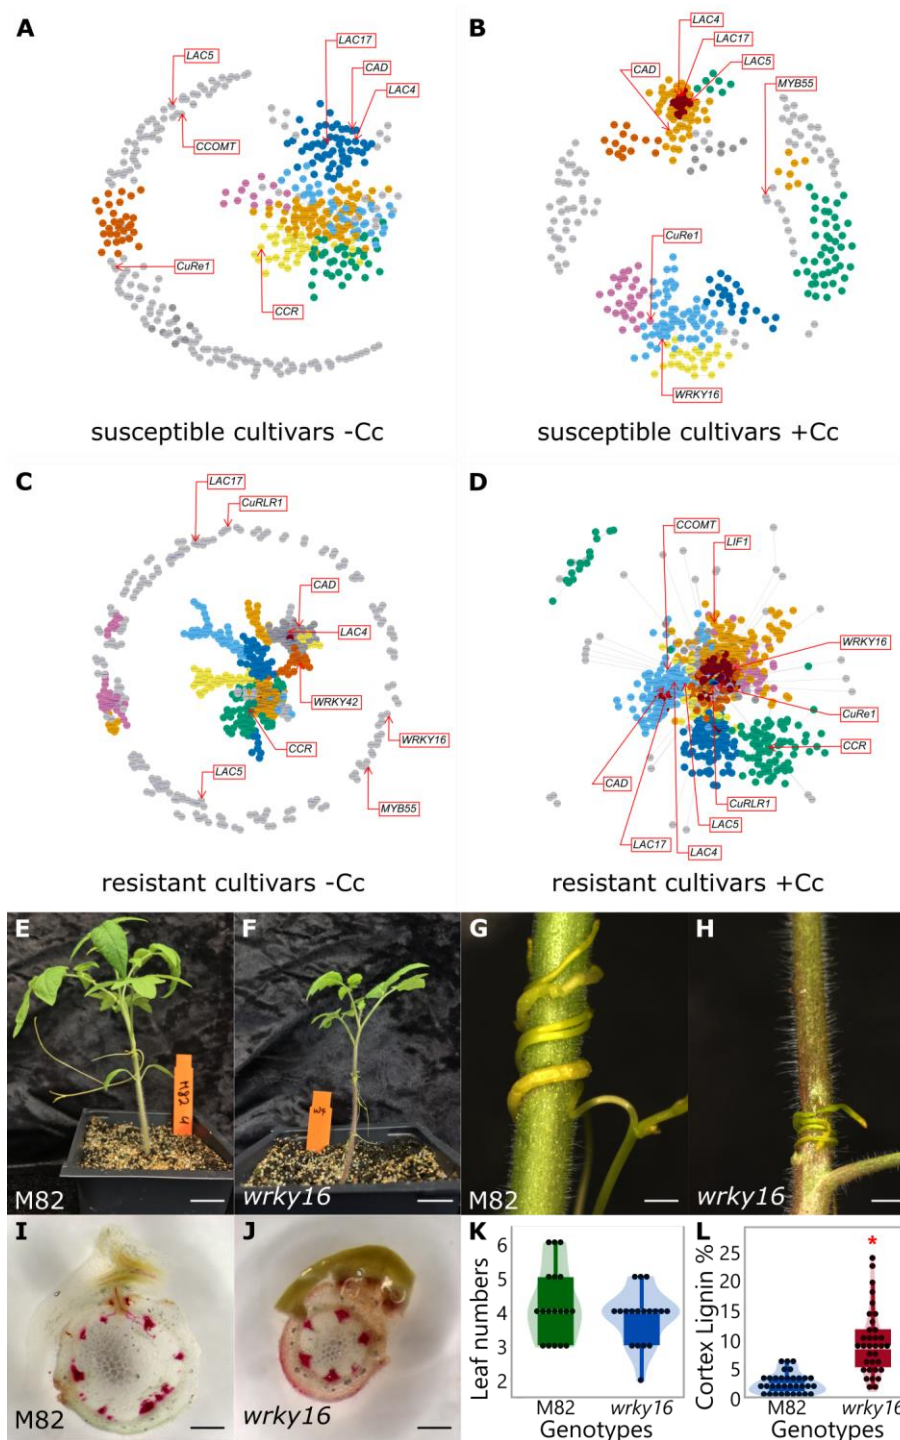 A
LAC17
LAC5
CAD
LAC4
CCOMT
CuRe1
CCR
susceptible cultivars -Cc
B
LAC4
LAC17
LAC5
CAD
MYB55
CuRe1
WRKY16
susceptible cultivars +Cc
C
LAC17
CuRLR1
CAD
LAC4
WRKY42
WRKY16
CCR
LAC5
MYB55
resistant cultivars -Cc
D
CCOMT
LIF1
WRKY16
CuRe1
CCR
CAD
CuRLR1
LAC5
LAC17
LAC4
resistant cultivars +Cc
E
M82 4
M82
F
wrky16
G
M82
H
wrky16
I
M82
J
wrky16
K
Leaf numbers
6
5
4
3
2
M82 wrky16
Genotypes
L
Cortex Lignin %
*
25
20
15
10
5
0
M82 wrky16
Genotypes